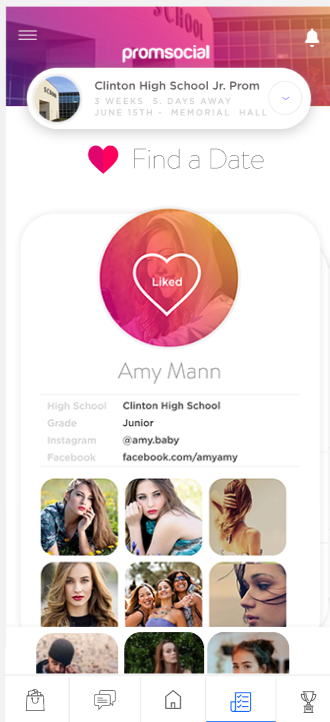 SCHOOL
promsocial
Clinton High School Jr. Prom
3 WEEKS 5. DAYS AWAY
JUNE 15TH - MEMORIAL HALL
Find a Date
Liked
Amy Mann
High School Clinton High School
Grade Junior
Instagram @amy.baby
Facebook facebook.com/amyamy